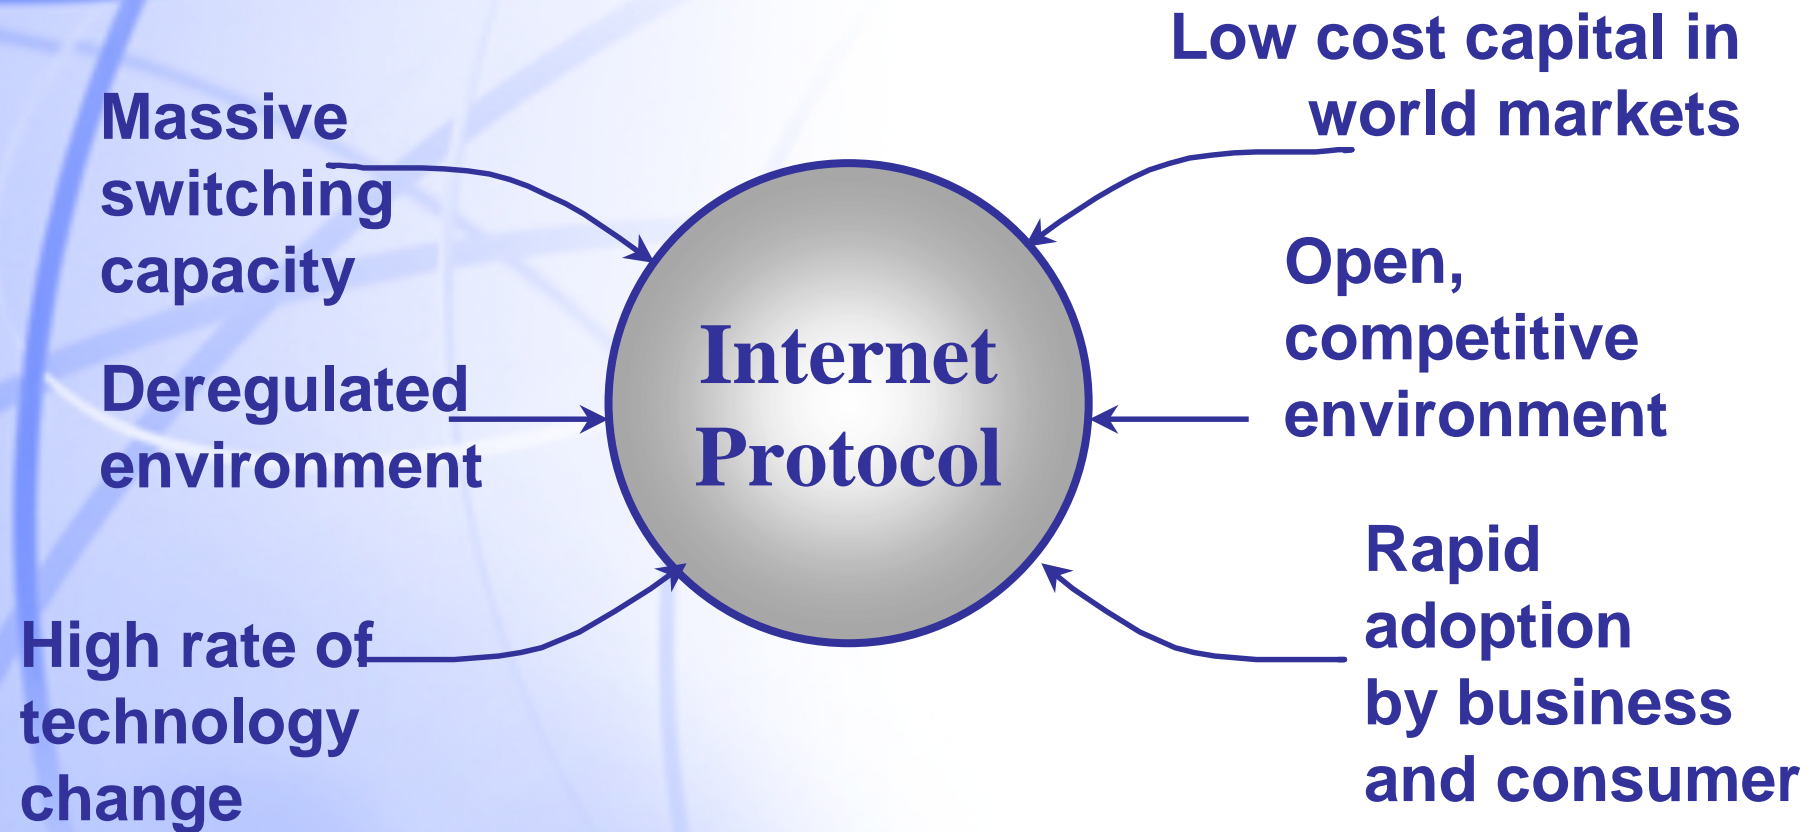 Massive
switching
capacity
Deregulated
environment
High rate of
technology
change
Internet
Protocol
Low cost capital in
world markets
Open,
competitive
environment
Rapid
adoption
by business
and consumer